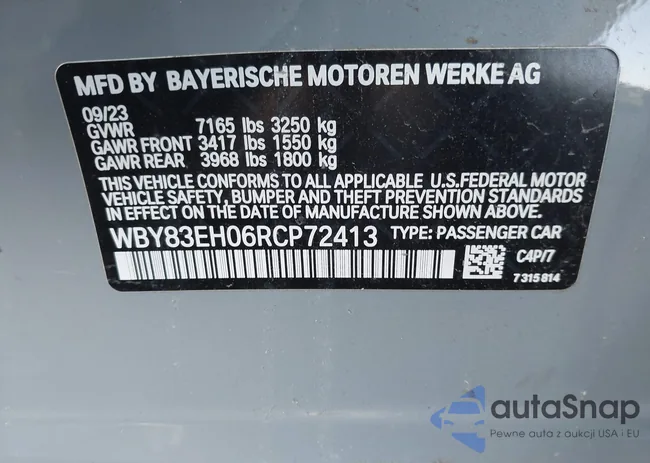 MFD BY BAYERISCHE MOTOREN WERKE AG
09/23
GVWR 7165 lbs 3250 kg
GAWR FRONT 3417 lbs 1550 kg
GAWR REAR 3968 lbs 1800 kg
THIS VEHICLE CONFORMS TO ALL APPLICABLE U.S.FEDERAL MOTOR
VEHICLE SAFETY, BUMPER AND THEFT PREVENTION STANDARDS
IN EFFECT ON THE DATE OF MANUFACTURE SHOWN ABOVE.
WBY83EH06RCP72413 TYPE: PASSENGER CAR
C4P/7
7315814
autaSnap
Pewne auta z aukcji USA i EU